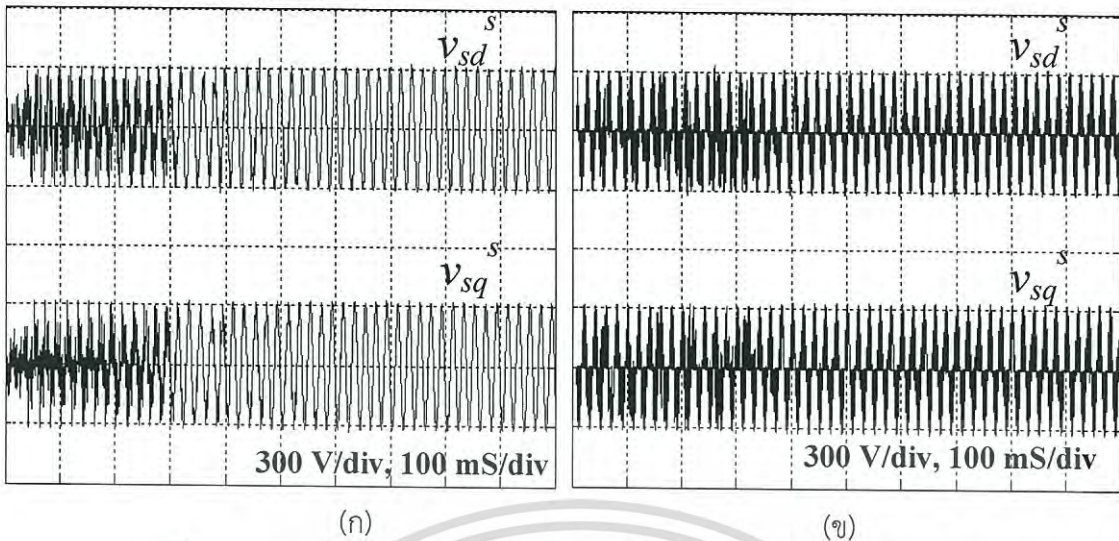 v_sd^s
v_sq^s
300 V/div, 100 mS/div
(ก)
v_sd^s
v_sq^s
300 V/div, 100 mS/div
(ข)